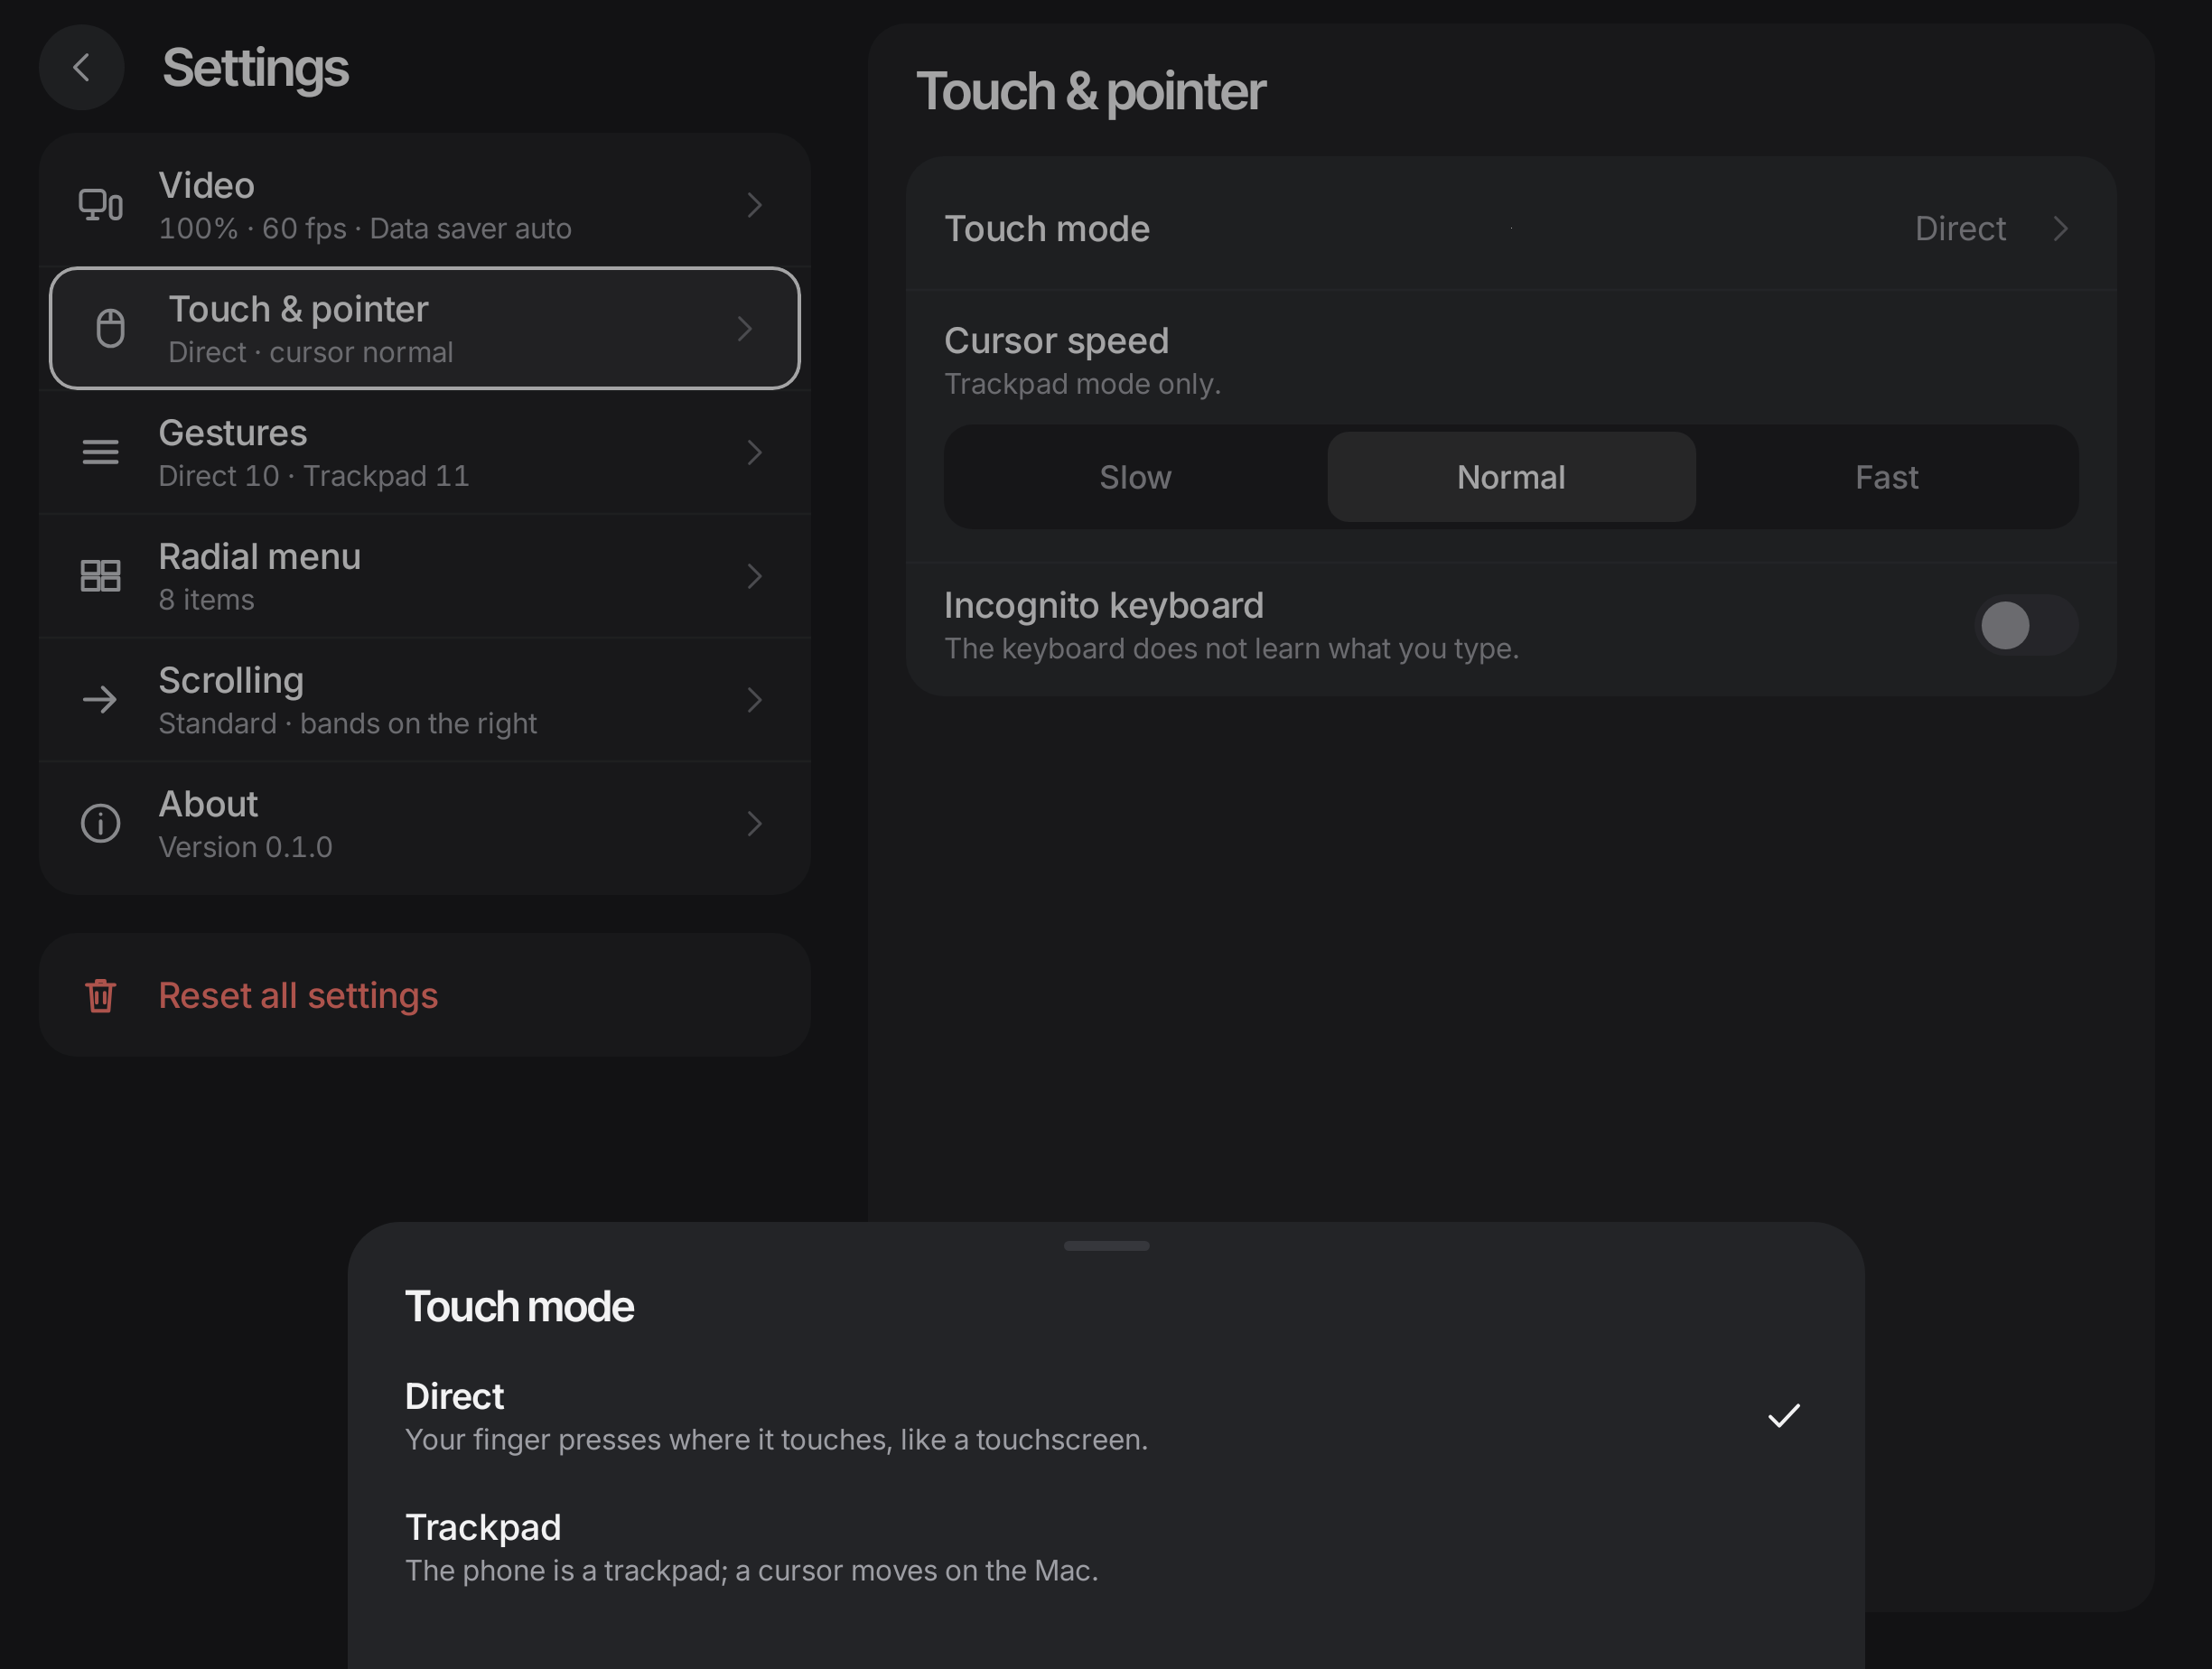 Settings
Video
100% · 60 fps · Data saver auto
Touch & pointer
Direct · cursor normal
Gestures
Direct 10 · Trackpad 11
Radial menu
8 items
Scrolling
Standard · bands on the right
About
Version 0.1.0
Reset all settings
Touch & pointer
Touch mode
Direct
Cursor speed
Trackpad mode only.
Slow
Normal
Fast
Incognito keyboard
The keyboard does not learn what you type.
Touch mode
Direct
Your finger presses where it touches, like a touchscreen.
Trackpad
The phone is a trackpad; a cursor moves on the Mac.